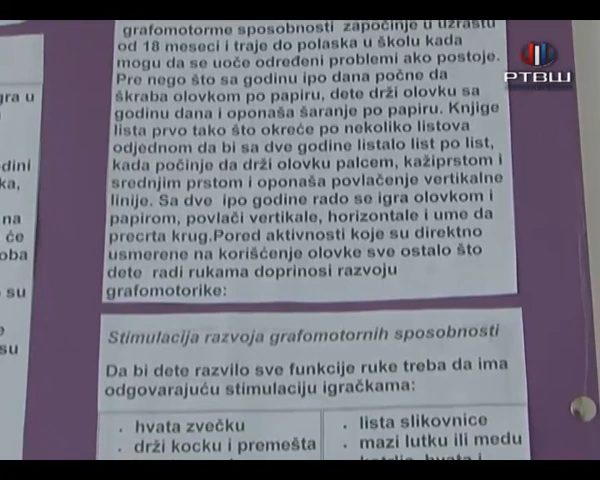 grafomotorme sposobnosti započinje u uzrastu
od 18 meseci i traje do polaska u školu kada
mogu da se uoče određeni problemi ako postoje.
Pre nego što sa godinu ipo dana počne da
škraba olovkom po papiru, dete drži olovku sa
godinu dana i oponaša šaranje po papiru. Knjige
lista prvo tako što okreće po nekoliko listova
odjednom da bi sa dve godine listalo list po list,
kada počinje da drži olovku palcem, kažiprstom i
srednjim prstom i oponaša povlačenje vertikalne
linije. Sa dve ipo godine rado se igra olovkom i
papirom, povlači vertikale, horizontale i ume da
precrta krug.Pored aktivnosti koje su direktno
usmerene na korišćenje olovke sve ostalo što
dete radi rukama doprinosi razvoju
grafomotorike:
Stimulacija razvoja grafomotornih sposobnosti
Da bi dete razvilo sve funkcije ruke treba da ima
odgovarajuću stimulaciju igračkama:
. hvata zvečku
. drži kocku i premešta
. lista slikovnice
. mazi lutku ili medu
РТВШ
gra u
na
će
su